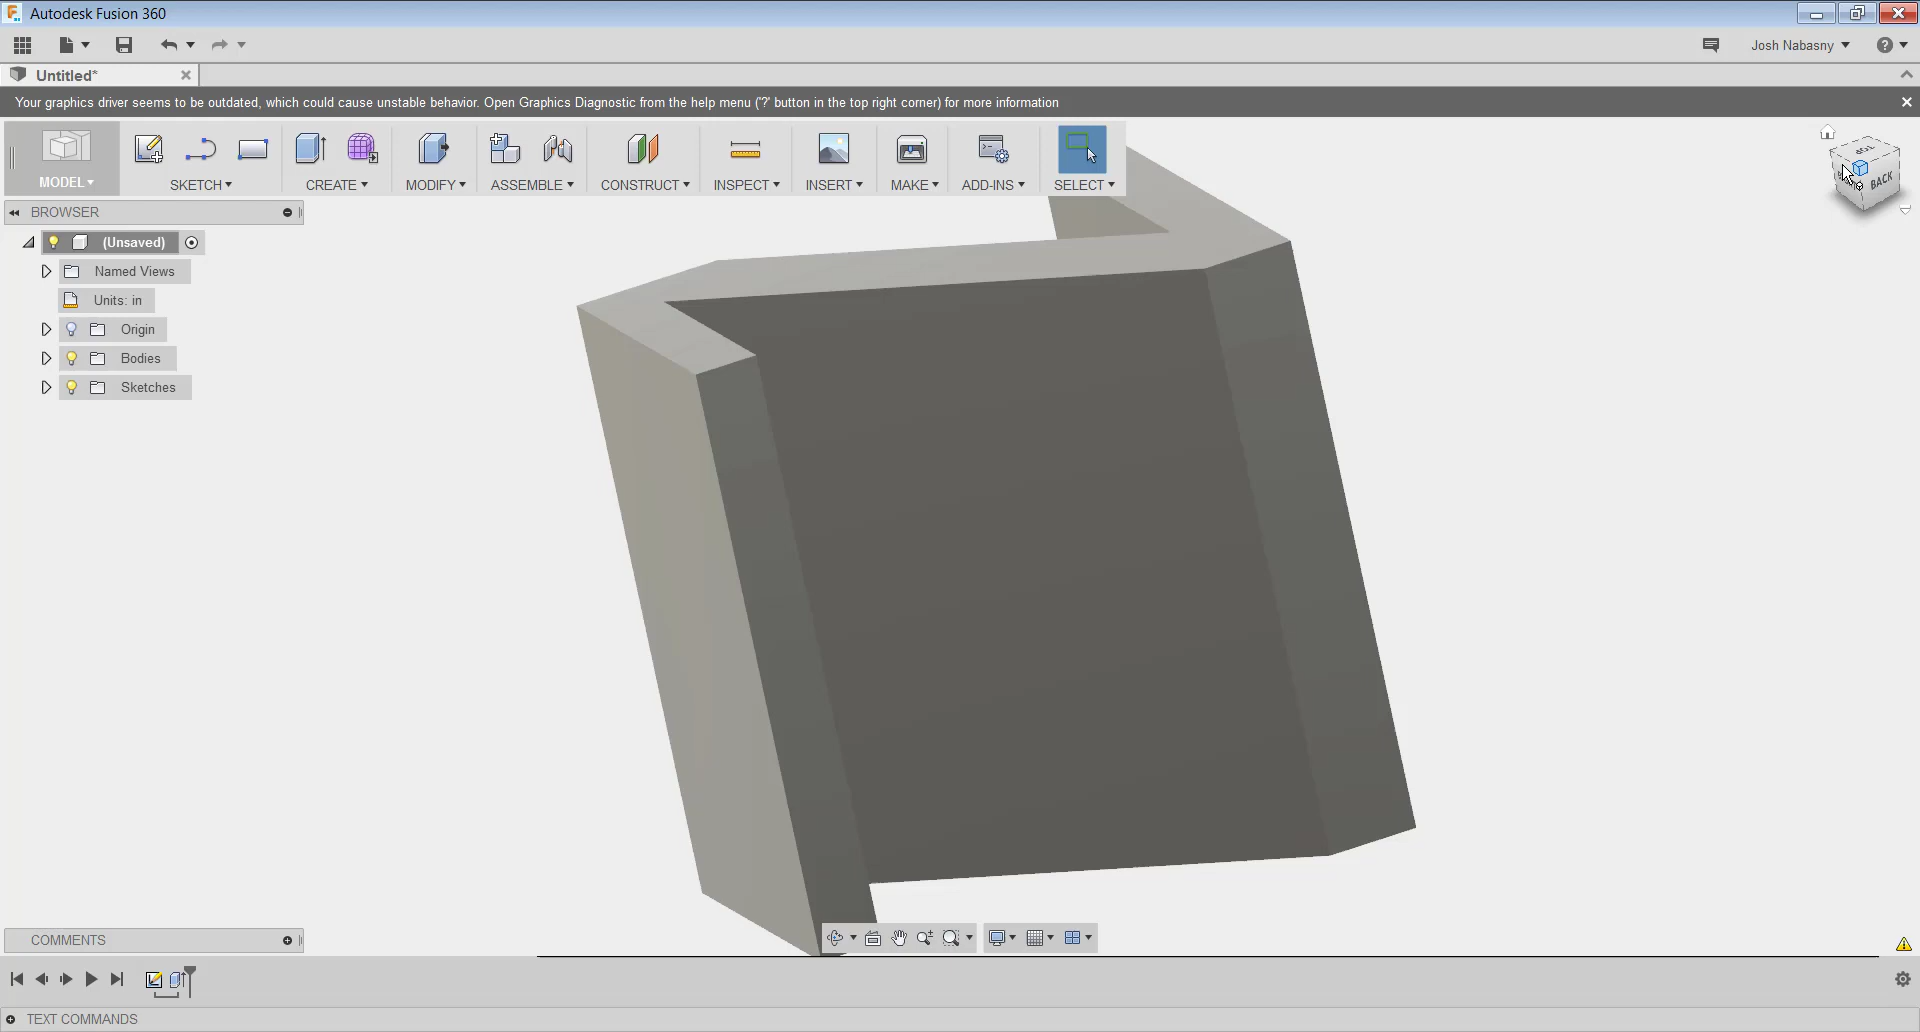 Autodesk Fusion 360
Josh Nabasny
Untitled*
Your graphics driver seems to be outdated, which could cause unstable behavior. Open Graphics Diagnostic from the help menu ('?' button in the top right corner) for more information
MODEL
SKETCH
CREATE
MODIFY
ASSEMBLE
CONSTRUCT
INSPECT
INSERT
MAKE
ADD-INS
SELECT
TOP
BACK
BROWSER
(Unsaved)
Named Views
Units: in
Origin
Bodies
Sketches
COMMENTS
TEXT COMMANDS